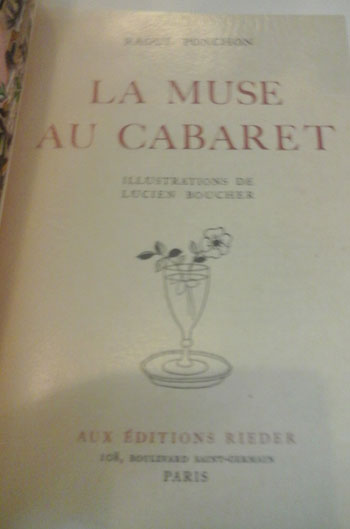 RAOUL PONCHON
LA MUSE
AU CABARET
ILLUSTRATIONS DE
LUCIEN BOUCHER
AUX ÉDITIONS RIEDER
108, BOULEVARD SAINT-GERMAIN
PARIS